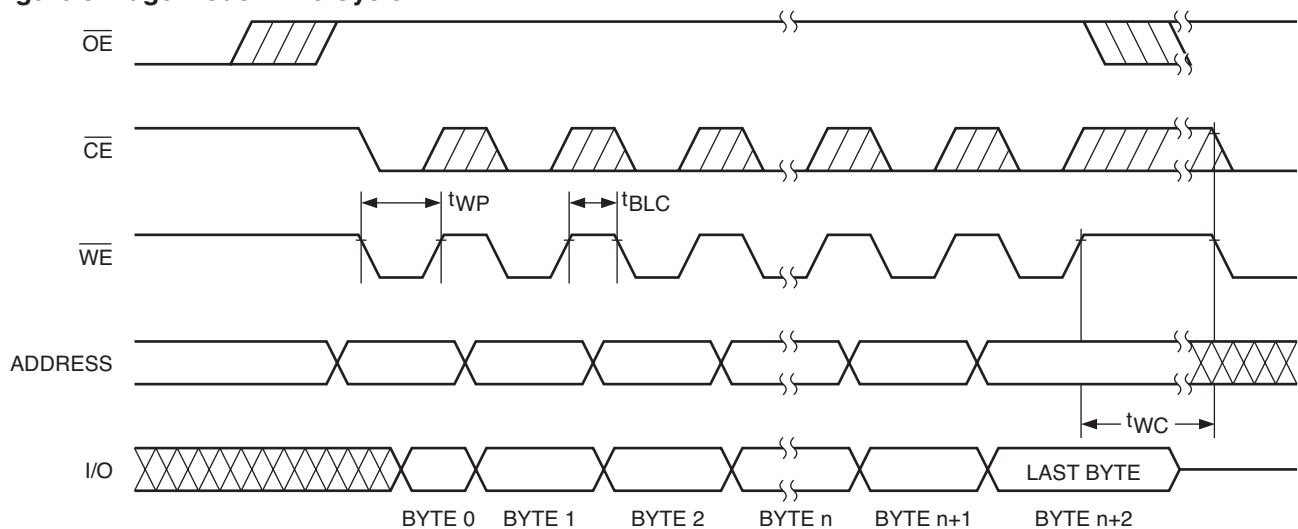 OE
CE
tWP
tBLC
WE
ADDRESS
tWC
I/O
LAST BYTE
BYTE 0 BYTE 1 BYTE 2 BYTE n BYTE n+1 BYTE n+2